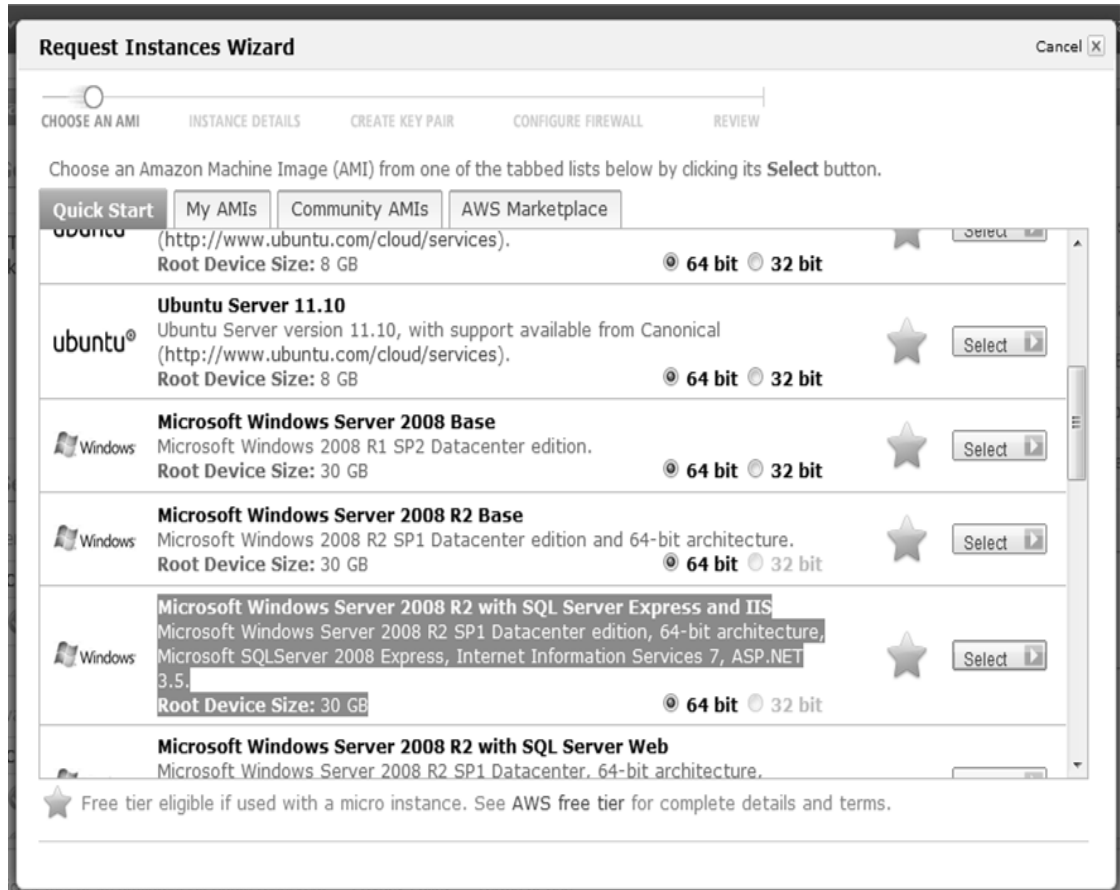 Request Instances Wizard
Cancel X
CHOOSE AN AMI INSTANCE DETAILS CREATE KEY PAIR CONFIGURE FIREWALL REVIEW
Choose an Amazon Machine Image (AMI) from one of the tabbed lists below by clicking its Select button.
Quick Start My AMIs Community AMIs AWS Marketplace
ubuntu (http://www.ubuntu.com/cloud/services). Select
Root Device Size: 8 GB 64 bit 32 bit
Ubuntu Server 11.10
ubuntu® Ubuntu Server version 11.10, with support available from Canonical
(http://www.ubuntu.com/cloud/services). Select
Root Device Size: 8 GB 64 bit 32 bit
Microsoft Windows Server 2008 Base
Windows Microsoft Windows 2008 R1 SP2 Datacenter edition. Select
Root Device Size: 30 GB 64 bit 32 bit
Microsoft Windows Server 2008 R2 Base
Windows Microsoft Windows 2008 R2 SP1 Datacenter edition and 64-bit architecture. Select
Root Device Size: 30 GB 64 bit 32 bit
Microsoft Windows Server 2008 R2 with SQL Server Express and IIS
Microsoft Windows Server 2008 R2 SP1 Datacenter edition, 64-bit architecture,
Windows Microsoft SQLServer 2008 Express, Internet Information Services 7, ASP.NET Select
3.5.
Root Device Size: 30 GB 64 bit 32 bit
Microsoft Windows Server 2008 R2 with SQL Server Web
Microsoft Windows Server 2008 R2 SP1 Datacenter, 64-bit architecture,
Free tier eligible if used with a micro instance. See AWS free tier for complete details and terms.